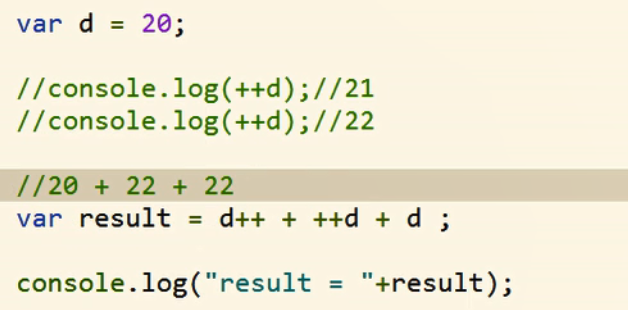 var d = 20;
//console.log(++d);//21
//console.log(++d);//22
//20 + 22 + 22
var result = d++ + ++d + d ;
console.log("result = "+result);